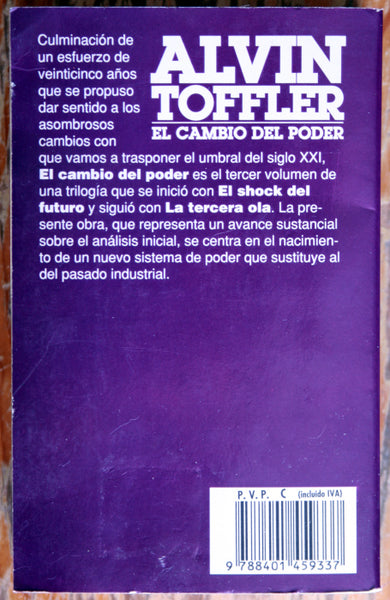 Culminación de
un esfuerzo de
veinticinco años
que se propuso
dar sentido a los
asombrosos
cambios con
ALVIN
TOFFLER
EL CAMBIO DEL PODER
que vamos a trasponer el umbral del siglo XXI,
El cambio del poder es el tercer volumen de
una trilogía que se inició con El shock del
futuro y siguió con La tercera ola. La pre-
sente obra, que representa un avance sustancial
sobre el análisis inicial, se centra en el nacimien-
to de un nuevo sistema de poder que sustituye al
del pasado industrial.
P. V. P. C (incluido IVA)
9 788401 459337